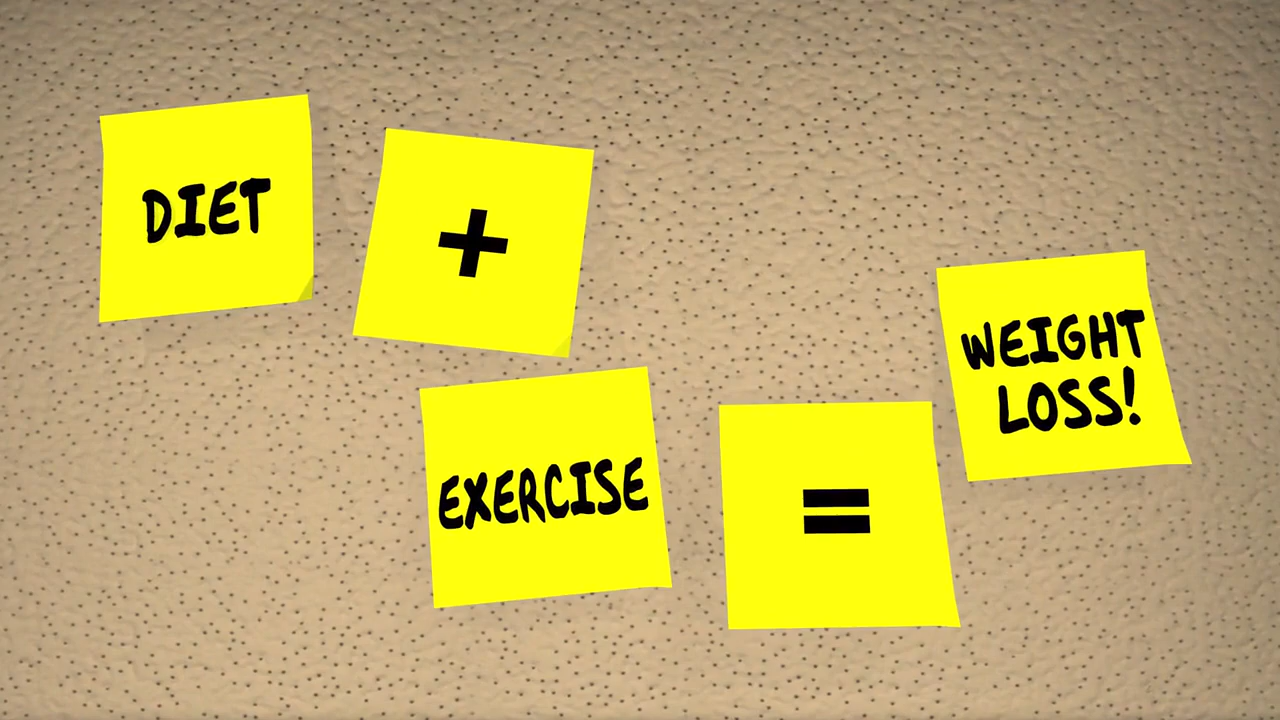 DIET
+
EXERCISE
=
WEIGHT
LOSS!